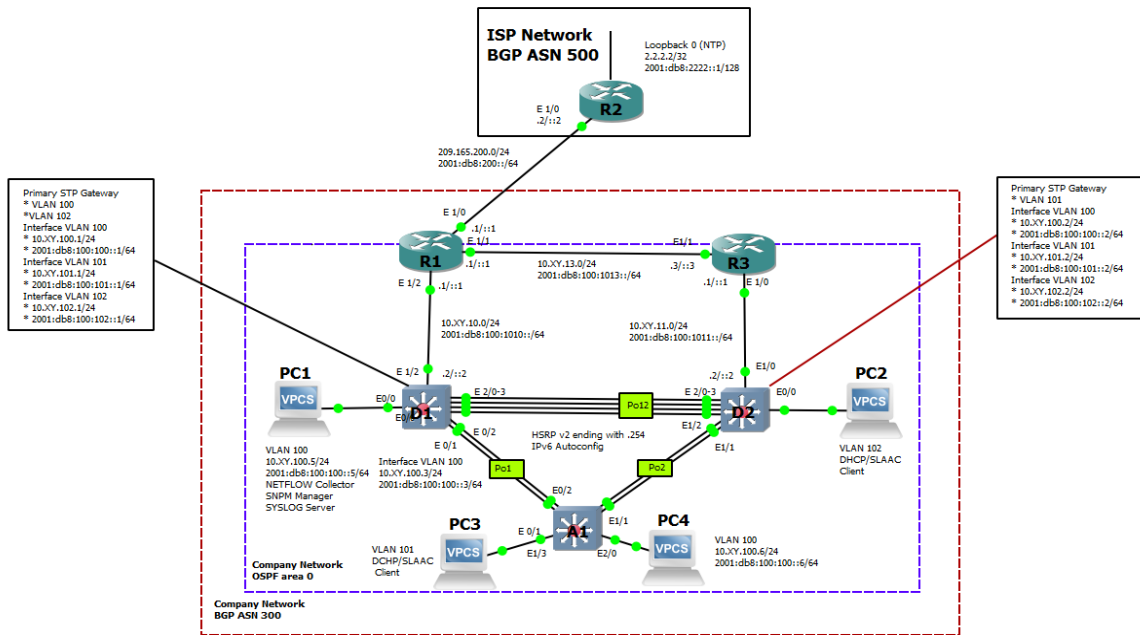 ISP Network
BGP ASN 500
Loopback 0 (NTP)
2.2.2.2/32
2001:db8:2222::1/128
E 1/0
.2/::2
R2
209.165.200.0/24
2001:db8:200::/64
Primary STP Gateway
* VLAN 100
*VLAN 102
Interface VLAN 100
* 10.XY.100.1/24
* 2001:db8:100:100::1/64
Interface VLAN 101
* 10.XY.101.1/24
* 2001:db8:100:101::1/64
Interface VLAN 102
* 10.XY.102.1/24
* 2001:db8:100:102::1/64
Primary STP Gateway
* VLAN 101
Interface VLAN 100
* 10.XY.100.2/24
* 2001:db8:100:100::2/64
Interface VLAN 101
* 10.XY.101.2/24
* 2001:db8:100:101::2/64
Interface VLAN 102
* 10.XY.102.2/24
* 2001:db8:100:102::2/64
E 1/0
.1/::1
R1
E 1/1
.1/::1
E 1/2
.1/::1
10.XY.13.0/24
2001:db8:100:1013::/64
E1/1
.3/::3
R3
.1/::1
E 1/0
10.XY.10.0/24
2001:db8:100:1010::/64
10.XY.11.0/24
2001:db8:100:1011::/64
E 1/2
.2/::2
E1/0
.2/::2
PC1
VPCS
E0/0
E0/0
D1
E 2/0-3
Po12
E 2/0-3
D2
E0/0
PC2
VPCS
E 0/2
E 0/1
E1/2
E1/1
HSRP v2 ending with .254
IPv6 Autoconfig
VLAN 102
DHCP/SLAAC
Client
VLAN 100
10.XY.100.5/24
2001:db8:100:100::5/64
NETFLOW Collector
SNPM Manager
SYSLOG Server
Interface VLAN 100
10.XY.100.3/24
2001:db8:100:100::3/64
Po1
Po2
E0/2
A1
E1/1
E 0/1
E1/3
E2/0
PC3
VPCS
VLAN 101
DCHP/SLAAC
Client
PC4
VPCS
VLAN 100
10.XY.100.6/24
2001:db8:100:100::6/64
Company Network
OSPF area 0
Company Network
BGP ASN 300